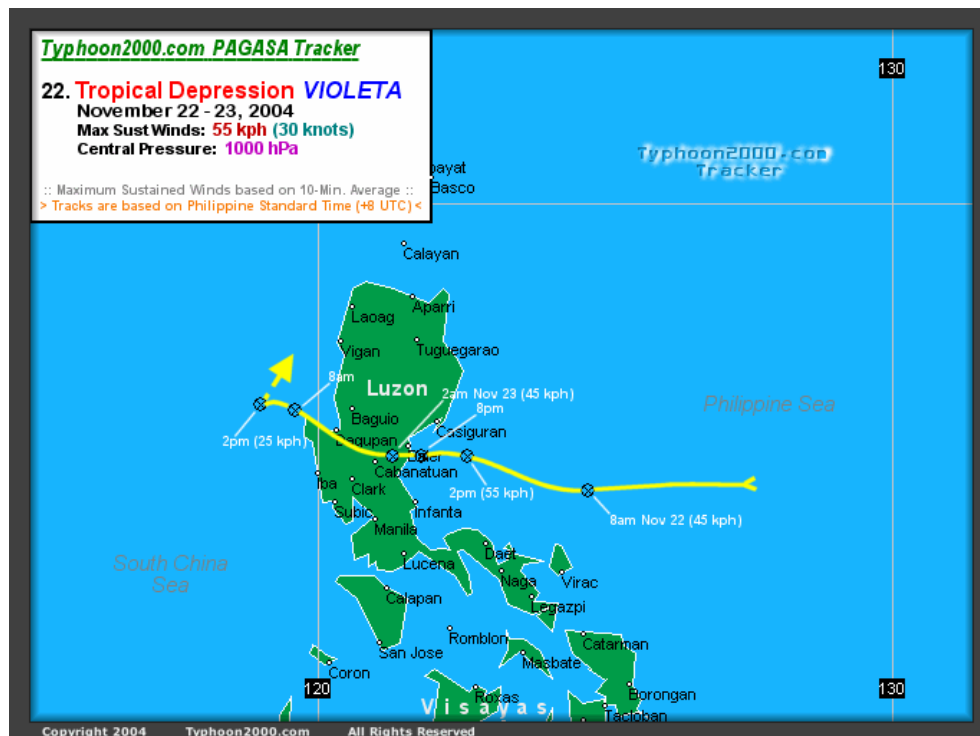 Typhoon2000.com PAGASA Tracker
22. Tropical Depression VIOLETA
November 22 - 23, 2004
Max Sust Winds: 55 kph (30 knots)
Central Pressure: 1000 hPa
:: Maximum Sustained Winds based on 10-Min. Average ::
> Tracks are based on Philippine Standard Time (+8 UTC) <
130
Typhoon2000.com
Tracker
Basco
Calayan
Aparri
Laoag
Vigan
Tuguegarao
8am
Luzon
2am Nov 23 (45 kph)
8pm
Philippine Sea
Baguio
Casiguran
2pm (25 kph)
Dagupan
Baler
Cabanatuan
Iba
Clark
2pm (55 kph)
Subic
Infanta
8am Nov 22 (45 kph)
Manila
South China
Sea
Lucena
Daet
Naga
Virac
Calapan
Legazpi
Romblon
Catarman
San Jose
Masbate
Coron
120
Roxas
Borongan
130
Visayas
Tacloban
Copyright 2004 Typhoon2000.com All Rights Reserved